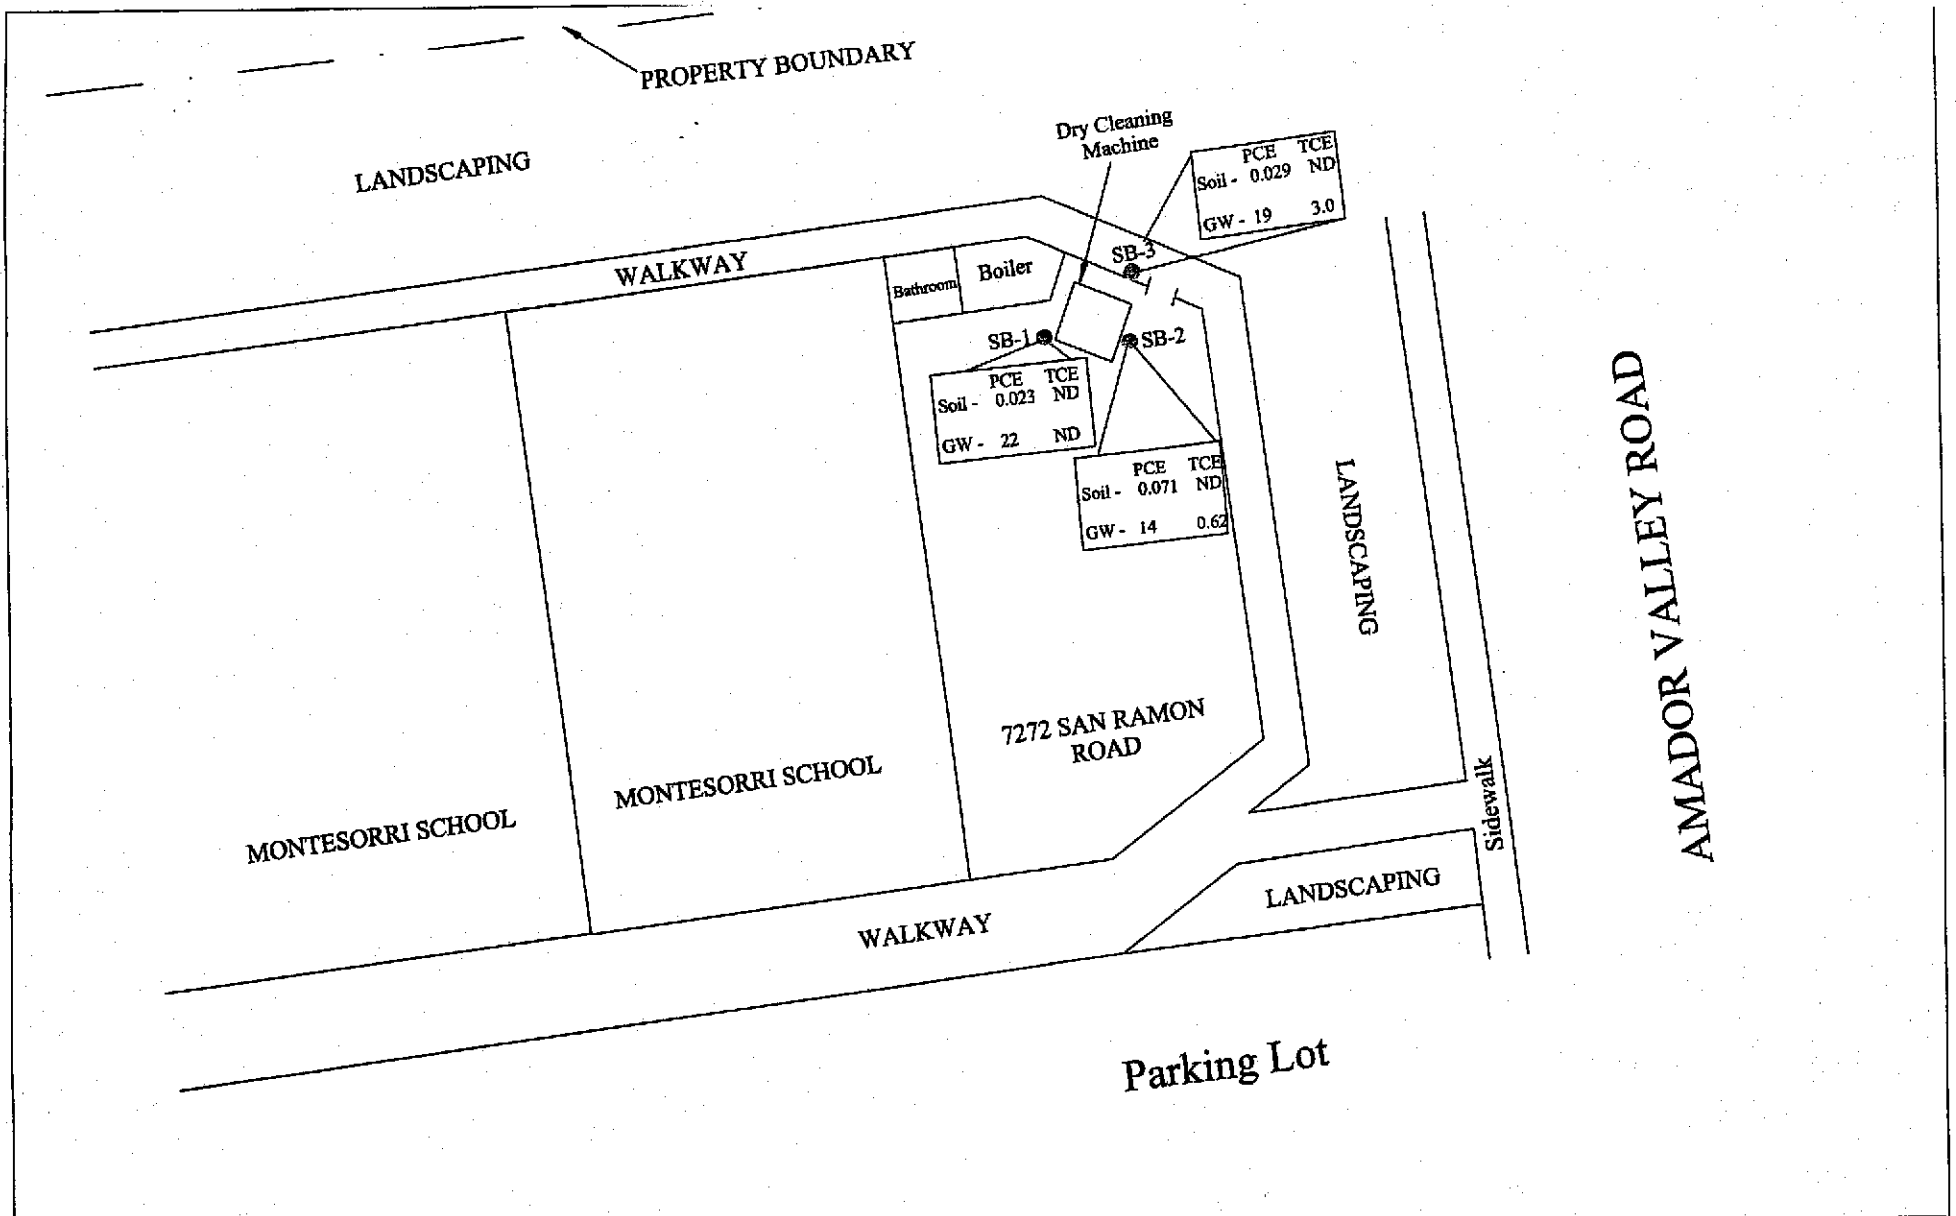 PROPERTY BOUNDARY
LANDSCAPING
Dry Cleaning
Machine
PCE TCE
Soil - 0.029 ND
GW - 19 3.0
WALKWAY
Bathroom
Boiler
SB-3
SB-1
SB-2
PCE TCE
Soil - 0.023 ND
GW - 22 ND
PCE TCE
Soil - 0.071 ND
GW - 14 0.62
LANDSCAPING
AMADOR VALLEY ROAD
7272 SAN RAMON
ROAD
MONTESORRI SCHOOL
MONTESORRI SCHOOL
Sidewalk
LANDSCAPING
WALKWAY
Parking Lot